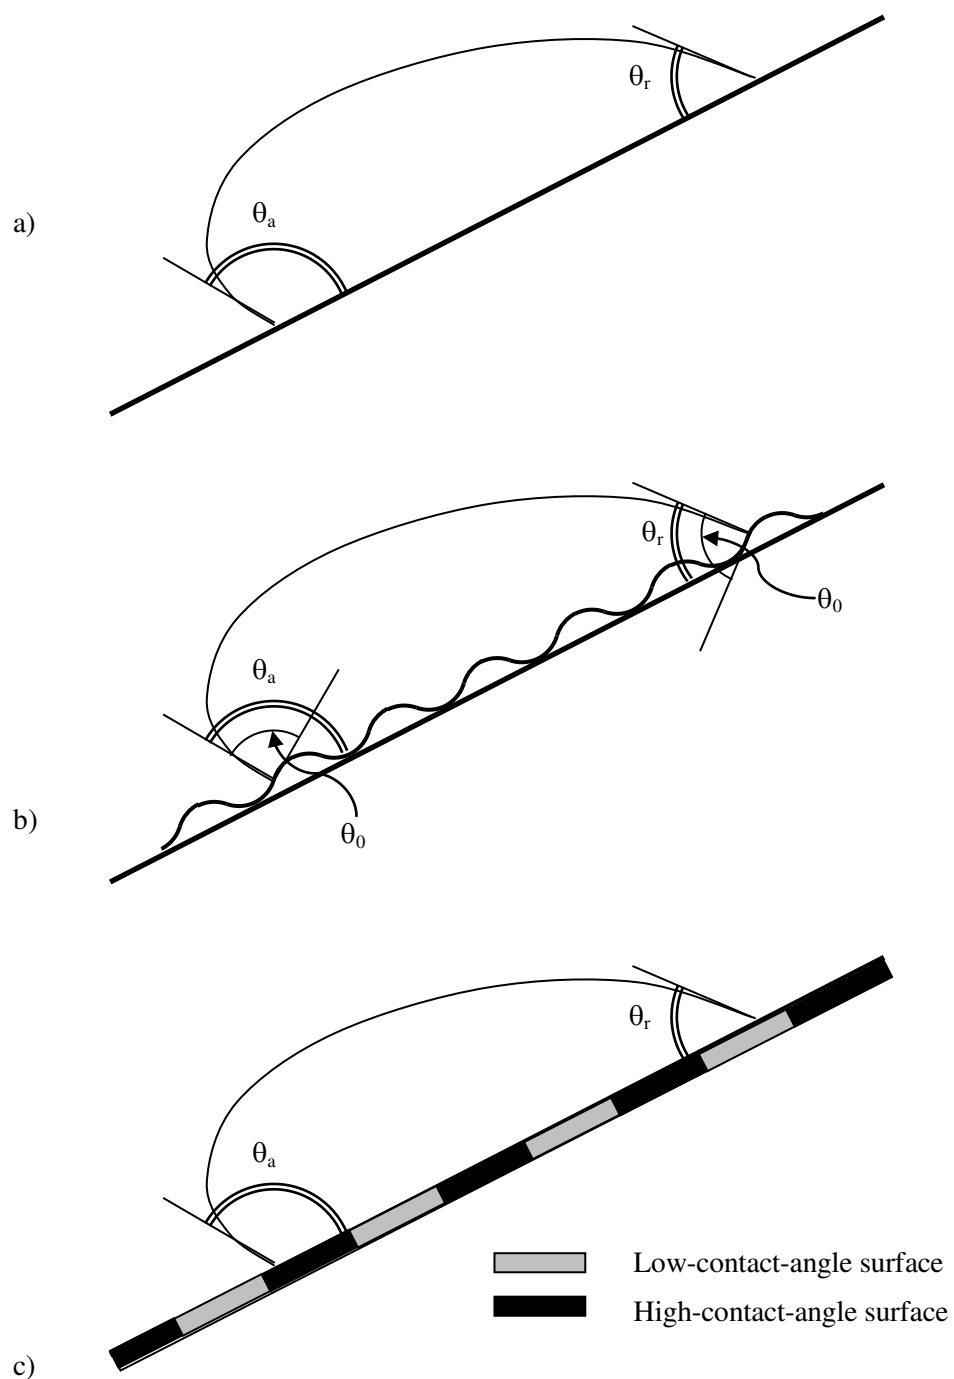 θr
θa
a)
θr
θ0
θa
b)
θ0
θr
θa
Low-contact-angle surface
High-contact-angle surface
c)